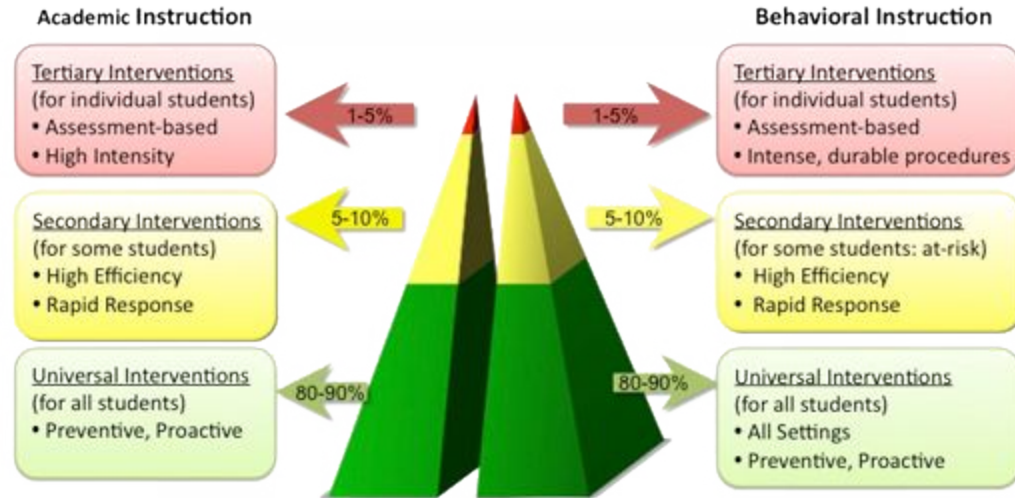 Academic Instruction
Tertiary Interventions
(for individual students)
• Assessment-based
• High Intensity
1-5%
Secondary Interventions
(for some students)
• High Efficiency
• Rapid Response
5-10%
Universal Interventions
(for all students)
• Preventive, Proactive
80-90%
Behavioral Instruction
1-5%
Tertiary Interventions
(for individual students)
• Assessment-based
• Intense, durable procedures
5-10%
Secondary Interventions
(for some students: at-risk)
• High Efficiency
• Rapid Response
80-90%
Universal Interventions
(for all students)
• All Settings
• Preventive, Proactive